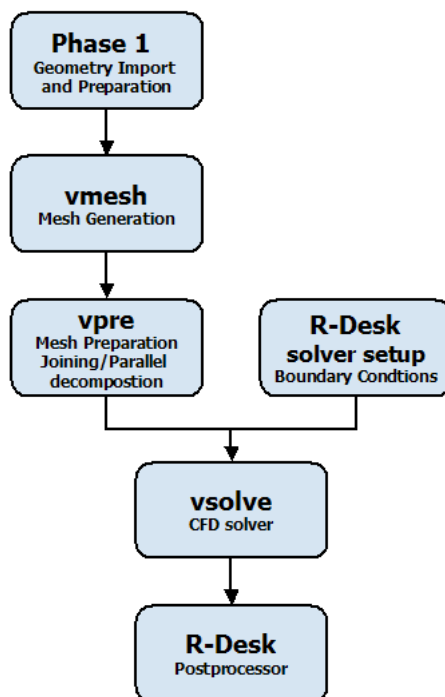 Phase 1
Geometry Import
and Preparation
vmesh
Mesh Generation
vpre
Mesh Preparation
Joining/Parallel
decompostion
R-Desk
solver setup
Boundary Condtions
vsolve
CFD solver
R-Desk
Postprocessor